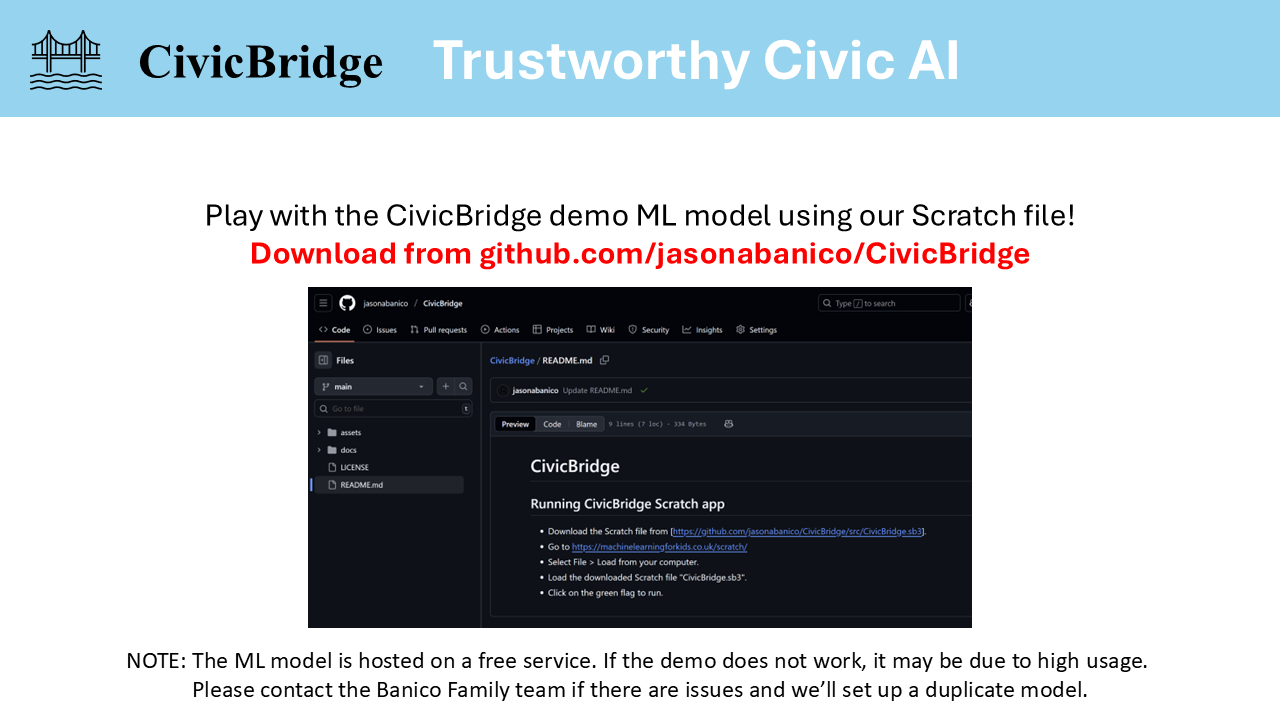 CivicBridge Trustworthy Civic AI
Play with the CivicBridge demo ML model using our Scratch file!
Download from github.com/jasonabanico/CivicBridge
jasonabanico / CivicBridge
Type / to search
Code Issues Pull requests Actions Projects Wiki Security Insights Settings
Files
CivicBridge / README.md
main
jasonabanico Update README.md
Go to file t
Preview Code Blame 9 lines (7 loc) · 334 Bytes
assets
docs
LICENSE
README.md
CivicBridge
Running CivicBridge Scratch app
• Download the Scratch file from [https://github.com/jasonabanico/CivicBridge/src/CivicBridge.sb3].
• Go to https://machinelearningforkids.co.uk/scratch/
• Select File > Load from your computer.
• Load the downloaded Scratch file "CivicBridge.sb3".
• Click on the green flag to run.
NOTE: The ML model is hosted on a free service. If the demo does not work, it may be due to high usage.
Please contact the Banico Family team if there are issues and we’ll set up a duplicate model.